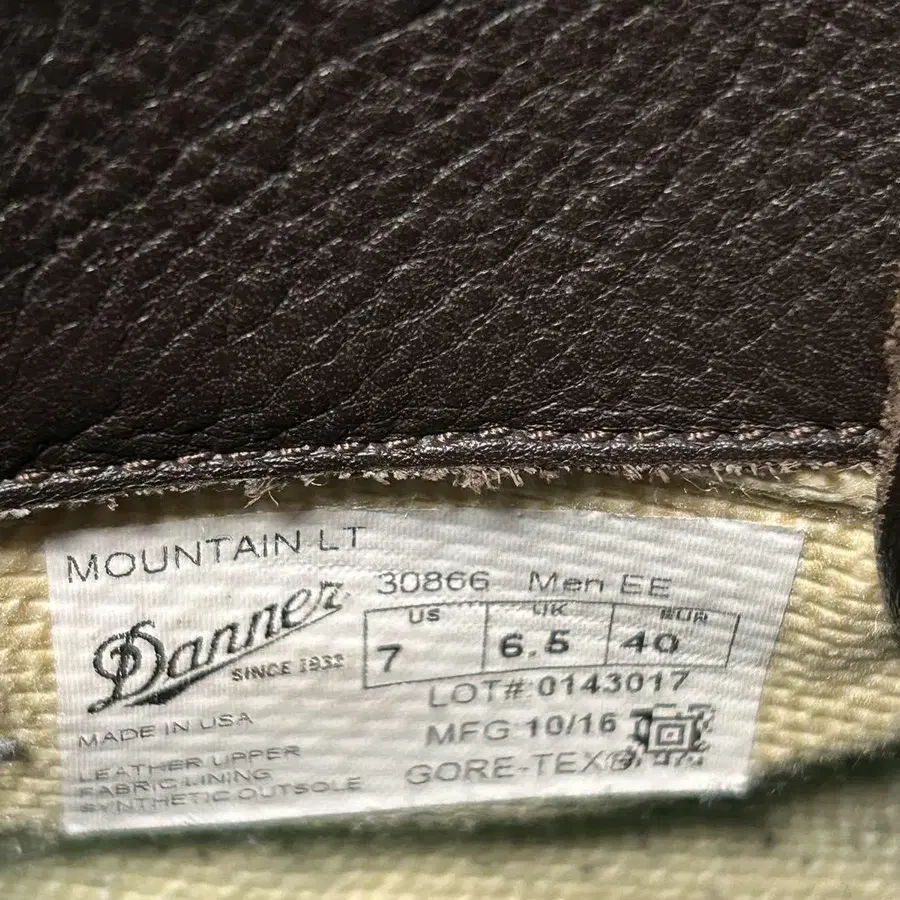 MOUNTAIN LT
30866 Men EE
Danner
SINCE 1932
US UK EUR
7 6.5 40
LOT# 0143017
MFG 10/16
GORE-TEX®
MADE IN USA
LEATHER UPPER
FABRIC LINING
SYNTHETIC OUTSOLE